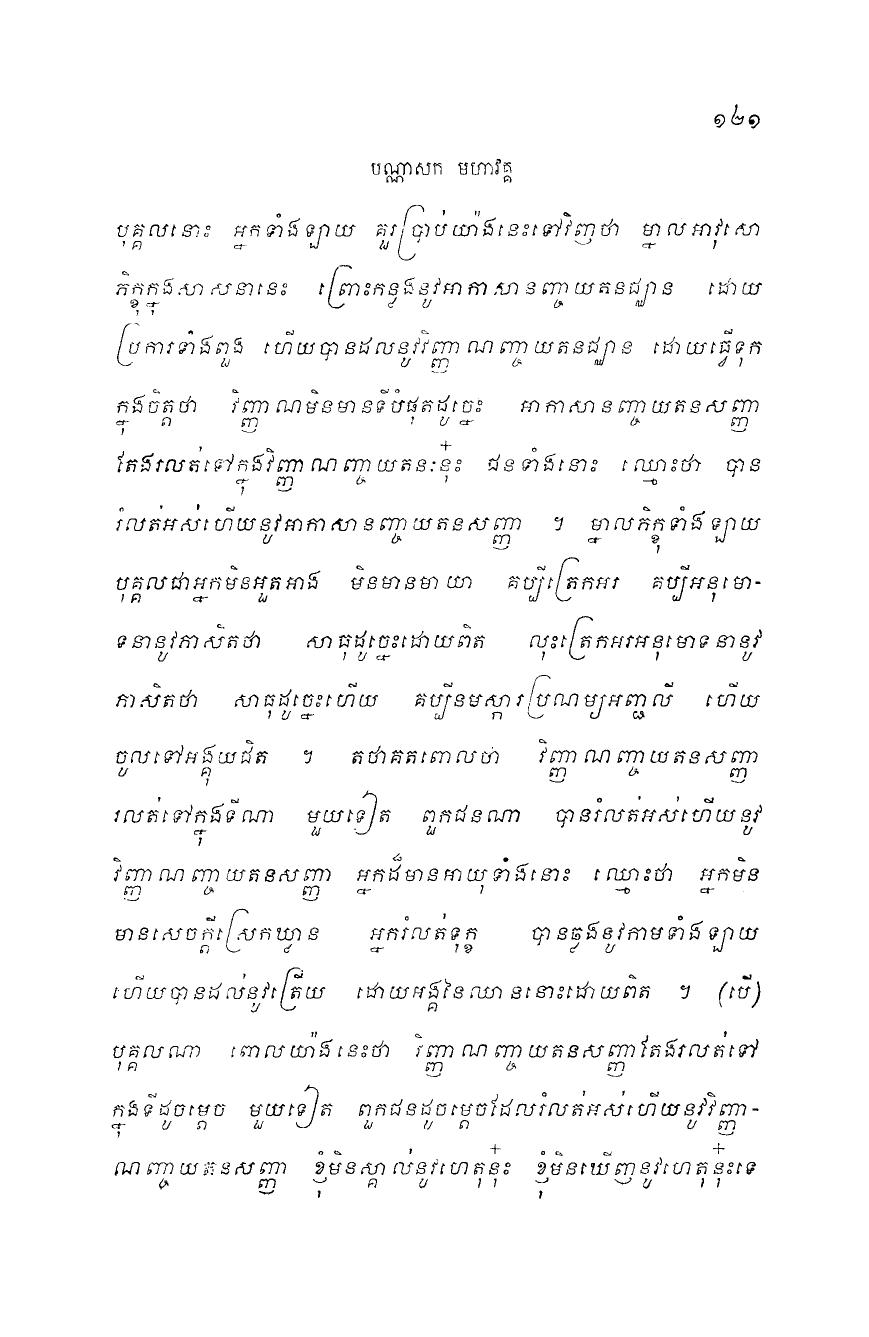 ១៤១
បណ្ណាសក មហាវគ្គ
បុគ្គលនោះ អ្នកទាំងឡាយ គួរប្រាប់យ៉ាងនេះទៅវិញថា ម្នាលអាវុសោ
ភិក្ខុក្នុងសាសនានេះ ព្រោះកន្លងនូវអាកាសានញ្ចាយតនជ្ឈាន ដោយ
ប្រការទាំងពួង ហើយបានដលនូវវិញ្ញាណញ្ចាយតនជ្ឈាន ដោយធ្វើទុក
ក្នុងចិត្តថា វិញ្ញាណមិនមានទីបំផុតដូច្នេះ អាកាសានញ្ចាយតនសញ្ញា
តែងរលត់ទៅក្នុងវិញ្ញាណញ្ចាយតនៈនុ៎ះ ជនទាំងនោះ ឈ្មោះថា បាន
រំលត់អស់ហើយនូវអាកាសានញ្ចាយតនសញ្ញា ។ ម្នាលភិក្ខុទាំងឡាយ
បុគ្គលជាអ្នកមិនអួតអាង មិនមានមាយា គប្បីត្រេកអរ គប្បីអនុមោ-
ទនានូវភាសិតថា សាធុដូច្នេះដោយពិត លុះត្រេកអរអនុមោទនានូវ
ភាសិតថា សាធុដូច្នេះហើយ គប្បីនមស្ការប្រណម្យអញ្ជលី ហើយ
ចូលទៅអង្គុយជិត ។ តថាគតពោលថា វិញ្ញាណញ្ចាយតនសញ្ញា
រលត់ទៅក្នុងទីណា មួយទៀត ពួកជនណា បានរំលត់អស់ហើយនូវ
វិញ្ញាណញ្ចាយតនសញ្ញា អ្នកដ៏មានអាយុទាំងនោះ ឈ្មោះថា អ្នកមិន
មានសេចក្តីស្រេកឃ្លាន អ្នករំលត់ទុក្ខ បានឆ្លងនូវកាមទាំងឡាយ
ហើយបានដល់នូវត្រើយ ដោយអង្គនៃឈាននោះដោយពិត ។ (បើ)
បុគ្គលណា ពោលយ៉ាងនេះថា វិញ្ញាណញ្ចាយតនសញ្ញាតែងរលត់ទៅ
ក្នុងទីដូចម្តេច មួយទៀត ពួកជនដូចម្តេចដែលរំលត់អស់ហើយនូវវិញ្ញា-
ណញ្ចាយតនសញ្ញា ខ្ញុំមិនស្គាល់នូវហេតុនុ៎ះ ខ្ញុំមិនឃើញនូវហេតុនុ៎ះទេ